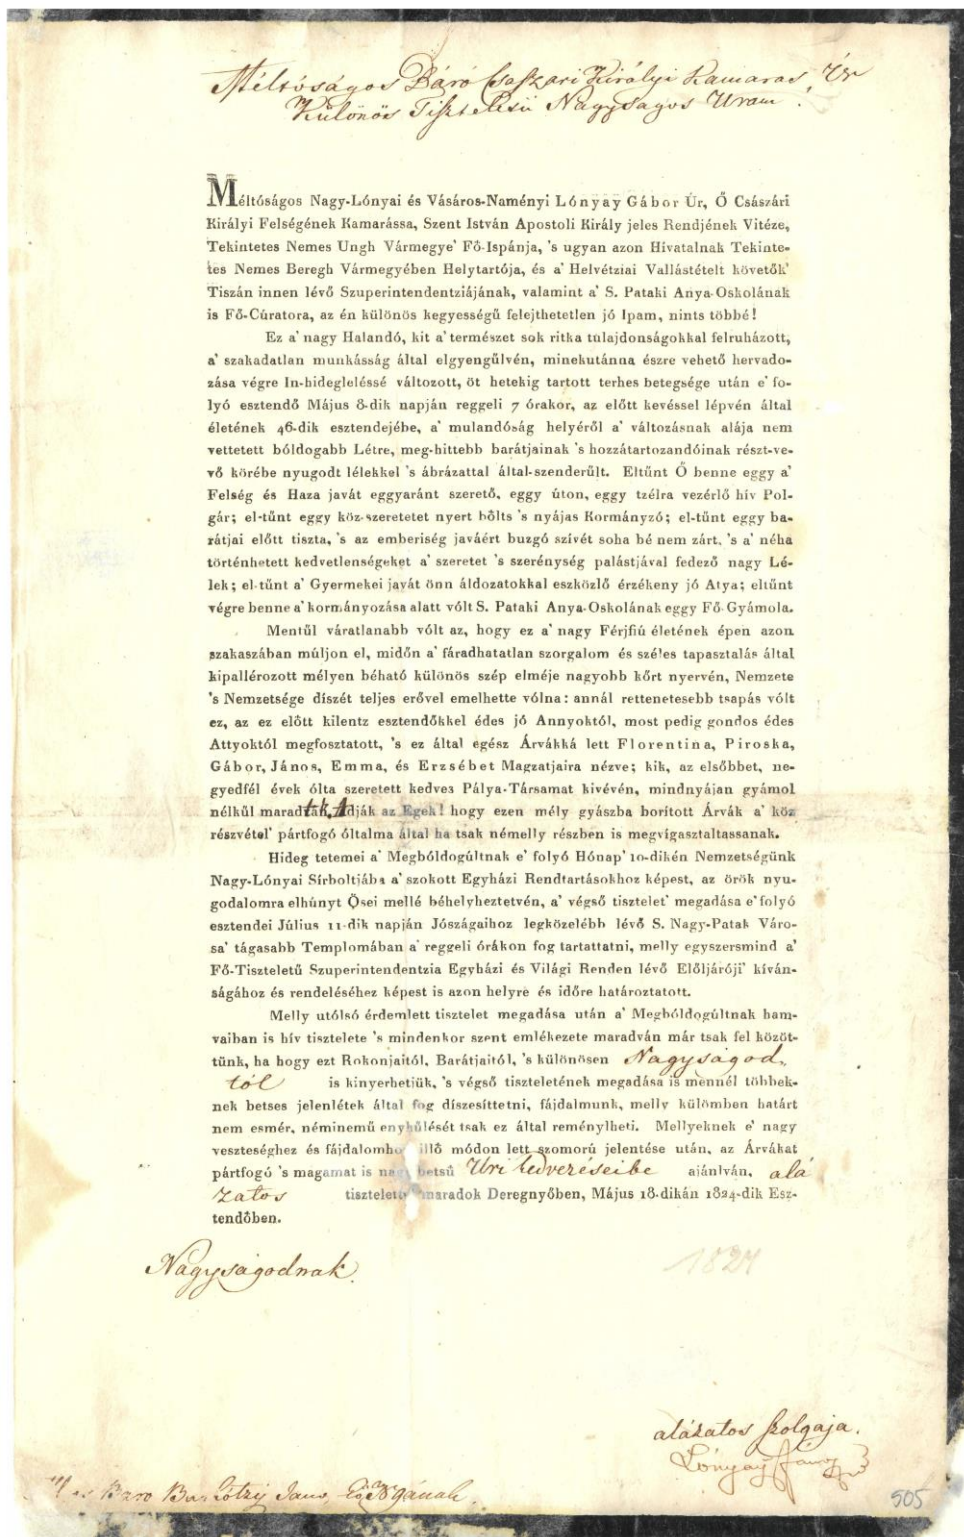 Méltóságos Báró Császari Királyi Kamaras Úr
Különös Tisztelesü Nagyságos Uram!
Méltóságos Nagy-Lónyai és Vásáros-Naményi Lónyay Gábor Úr, Ő Császári
Királyi Felségének Kamarássa, Szent István Apostoli Király jeles Rendjének Vitéze,
Tekintetes Nemes Ungh Vármegye' Fő-Ispánja, 's ugyan azon Hivatalnak Tekinte-
tes Nemes Beregh Vármegyében Helytartója, és a' Helvétziai Vallástételt követők'
Tiszán innen lévő Szuperintendentziájának, valamint a' S. Pataki Anya-Oskolának
is Fő-Cúratora, az én különös kegyességű felejthetetlen jó Ipam, nints többé!
Ez a' nagy Halandó, kit a' természet sok ritka tulajdonságokkal felruházott,
a' szakadatlan munkásság által elgyengűlvén, minekutánna észre vehető hervado-
zása végre In-hidegleléssé változott, öt hetekig tartott terhes betegsége után e' fo-
lyó esztendő Május 8-dik napján reggeli 7 órakor, az előtt kevéssel lépvén által
életének 46-dik esztendejébe, a' mulandóság helyéről a' változásnak alája nem
vettetett bóldogabb Létre, meg-hittebb barátjainak 's hozzátartozandóinak részt-ve-
vő körébe nyugodt lélekkel 's ábrázattal által-szenderűlt. Eltűnt Ő benne eggy a'
Felség és Haza javát eggyaránt szerető, eggy úton, eggy tzélra vezérlő hív Pol-
gár; el-tűnt eggy köz-szeretetet nyert bőlts 's nyájas Kormányzó; el-tűnt eggy ba-
rátjai előtt tiszta, 's az emberiség javáért buzgó szívét soha bé nem zárt, 's a' néha
történhetett kedvetlenségeket a' szeretet 's szerénység palástjával fedező nagy Lé-
lek; el-tűnt a' Gyermekei javát önn áldozatokkal eszközlő érzékeny jó Atya; eltűnt
végre benne a' kormányozása alatt vólt S. Pataki Anya-Oskolának eggy Fő-Gyámola.
Mentűl váratlanabb vólt az, hogy ez a' nagy Férjfiú életének épen azon
szakaszában múljon el, midőn a' fáradhatatlan szorgalom és széles tapasztalás által
kipallérozott mélyen béható különös szép elméje nagyobb kőrt nyervén, Nemzete
's Nemzetsége díszét teljes erővel emelhette vólna: annál rettenetesebb tsapás vólt
ez, az ez előtt kilentz esztendőkkel édes jó Annyoktól, most pedig gondos édes
Attyoktól megfosztatott, 's ez által egész Árvákká lett Florentina, Piroska,
Gábor, János, Emma, és Erzsébet Magzatjaira nézve; kik, az elsőbbet, ne-
gyedfél évek ólta szeretett kedves Pálya-Társamat kivévén, mindnyájan gyámol
nélkűl maradtak. Adják az Egek! hogy ezen mély gyászba borított Árvák a' köz
részvétel' pártfogó óltalma által ha tsak némelly részben is megvígasztaltassanak.
Hideg tetemei a' Megbóldogúltnak e' folyó Hónap' 10-dikén Nemzetségünk
Nagy-Lónyai Sírboltjába a' szokott Egyházi Rendtartásokhoz képest, az örök nyu-
godalomra elhúnyt Ősei mellé béhelyheztetvén, a' végső tisztelet' megadása e' folyó
esztendei Július 11-dik napján Jószágaihoz legközelébb lévő S. Nagy-Patak Váro-
sa' tágasabb Templomában a' reggeli órákon fog tartattatni, melly egyszersmind a'
Fő-Tiszteletű Szuperintendentzia Egyházi és Világi Renden lévő Előljáróji' kíván-
ságához és rendeléséhez képest is azon helyre és időre határoztatott.
Melly utólsó érdemlett tisztelet megadása után a' Megbóldogúltnak ham-
vaiban is hív tisztelete 's mindenkor szent emlékezete maradván már tsak fel közöt-
tünk, ha hogy ezt Rokonjaitól, Barátjaitól, 's különösen Nagyságod
tól is kinyerhetjük, 's végső tiszteletének megadása is mennél többek-
nek betses jelenlétek által fog díszesíttetni, fájdalmunk, melly külömben határt
nem esmér, néminemű enyhűlését tsak ez által reményIheti. Mellyeknek e' nagy
veszteséghez és fájdalomhoz illő módon lett szomorú jelentése után, az Árvákat
pártfogó 's magamat is nagy betsű Uri kedvezéseibe ajánlván, alá
zatos tisztelettel maradok Deregnyőben, Május 18-dikán 1824-dik Esz-
tendőben.
Nagyságodnak
1824
alázatos szolgája.
Lónyay János
Báró János Ő Nagyságának
505